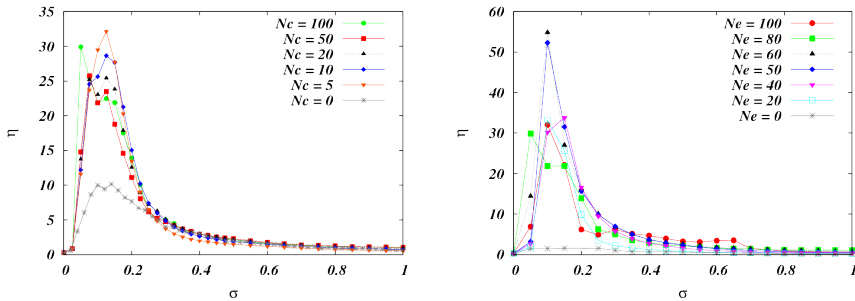 35
30
25
20
15
10
5
0
η
0
0.2
0.4
0.6
0.8
1
σ
Nc = 100
Nc = 50
Nc = 20
Nc = 10
Nc = 5
Nc = 0
60
50
40
30
20
10
0
η
0
0.2
0.4
0.6
0.8
1
σ
Ne = 100
Ne = 80
Ne = 60
Ne = 50
Ne = 40
Ne = 20
Ne = 0